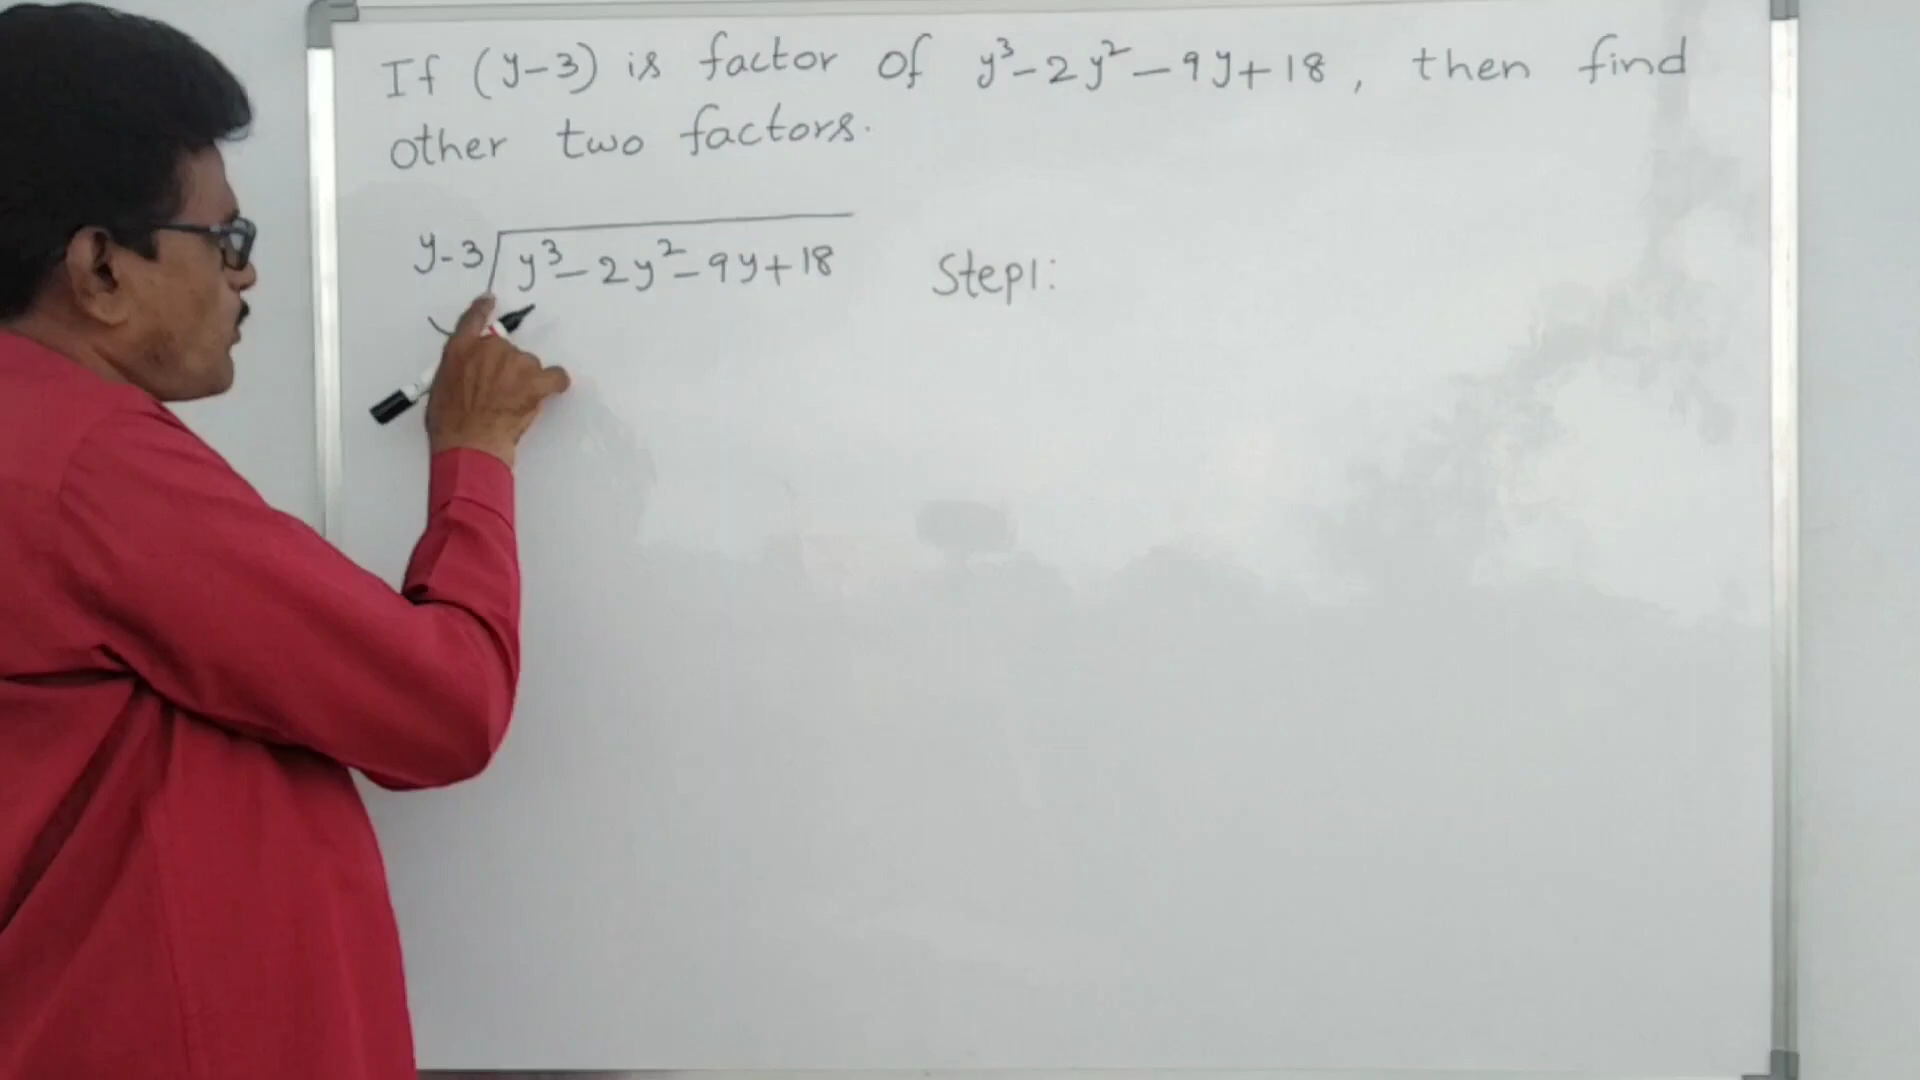 If (y-3) is factor of y³-2y²-9y+18, then find
other two factors.
y-3 y³-2y²-9y+18
Step1: